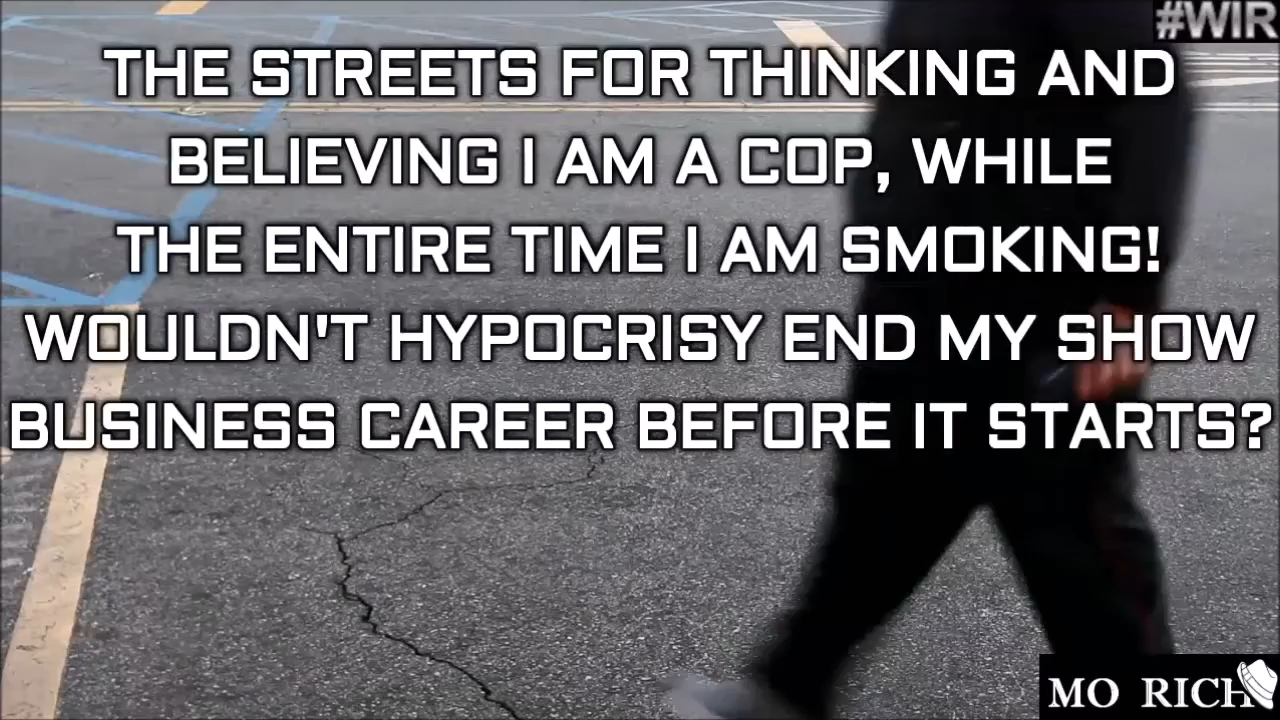 #WIR
THE STREETS FOR THINKING AND
BELIEVING I AM A COP, WHILE
THE ENTIRE TIME I AM SMOKING!
WOULDN'T HYPOCRISY END MY SHOW
BUSINESS CAREER BEFORE IT STARTS?
MO RICH